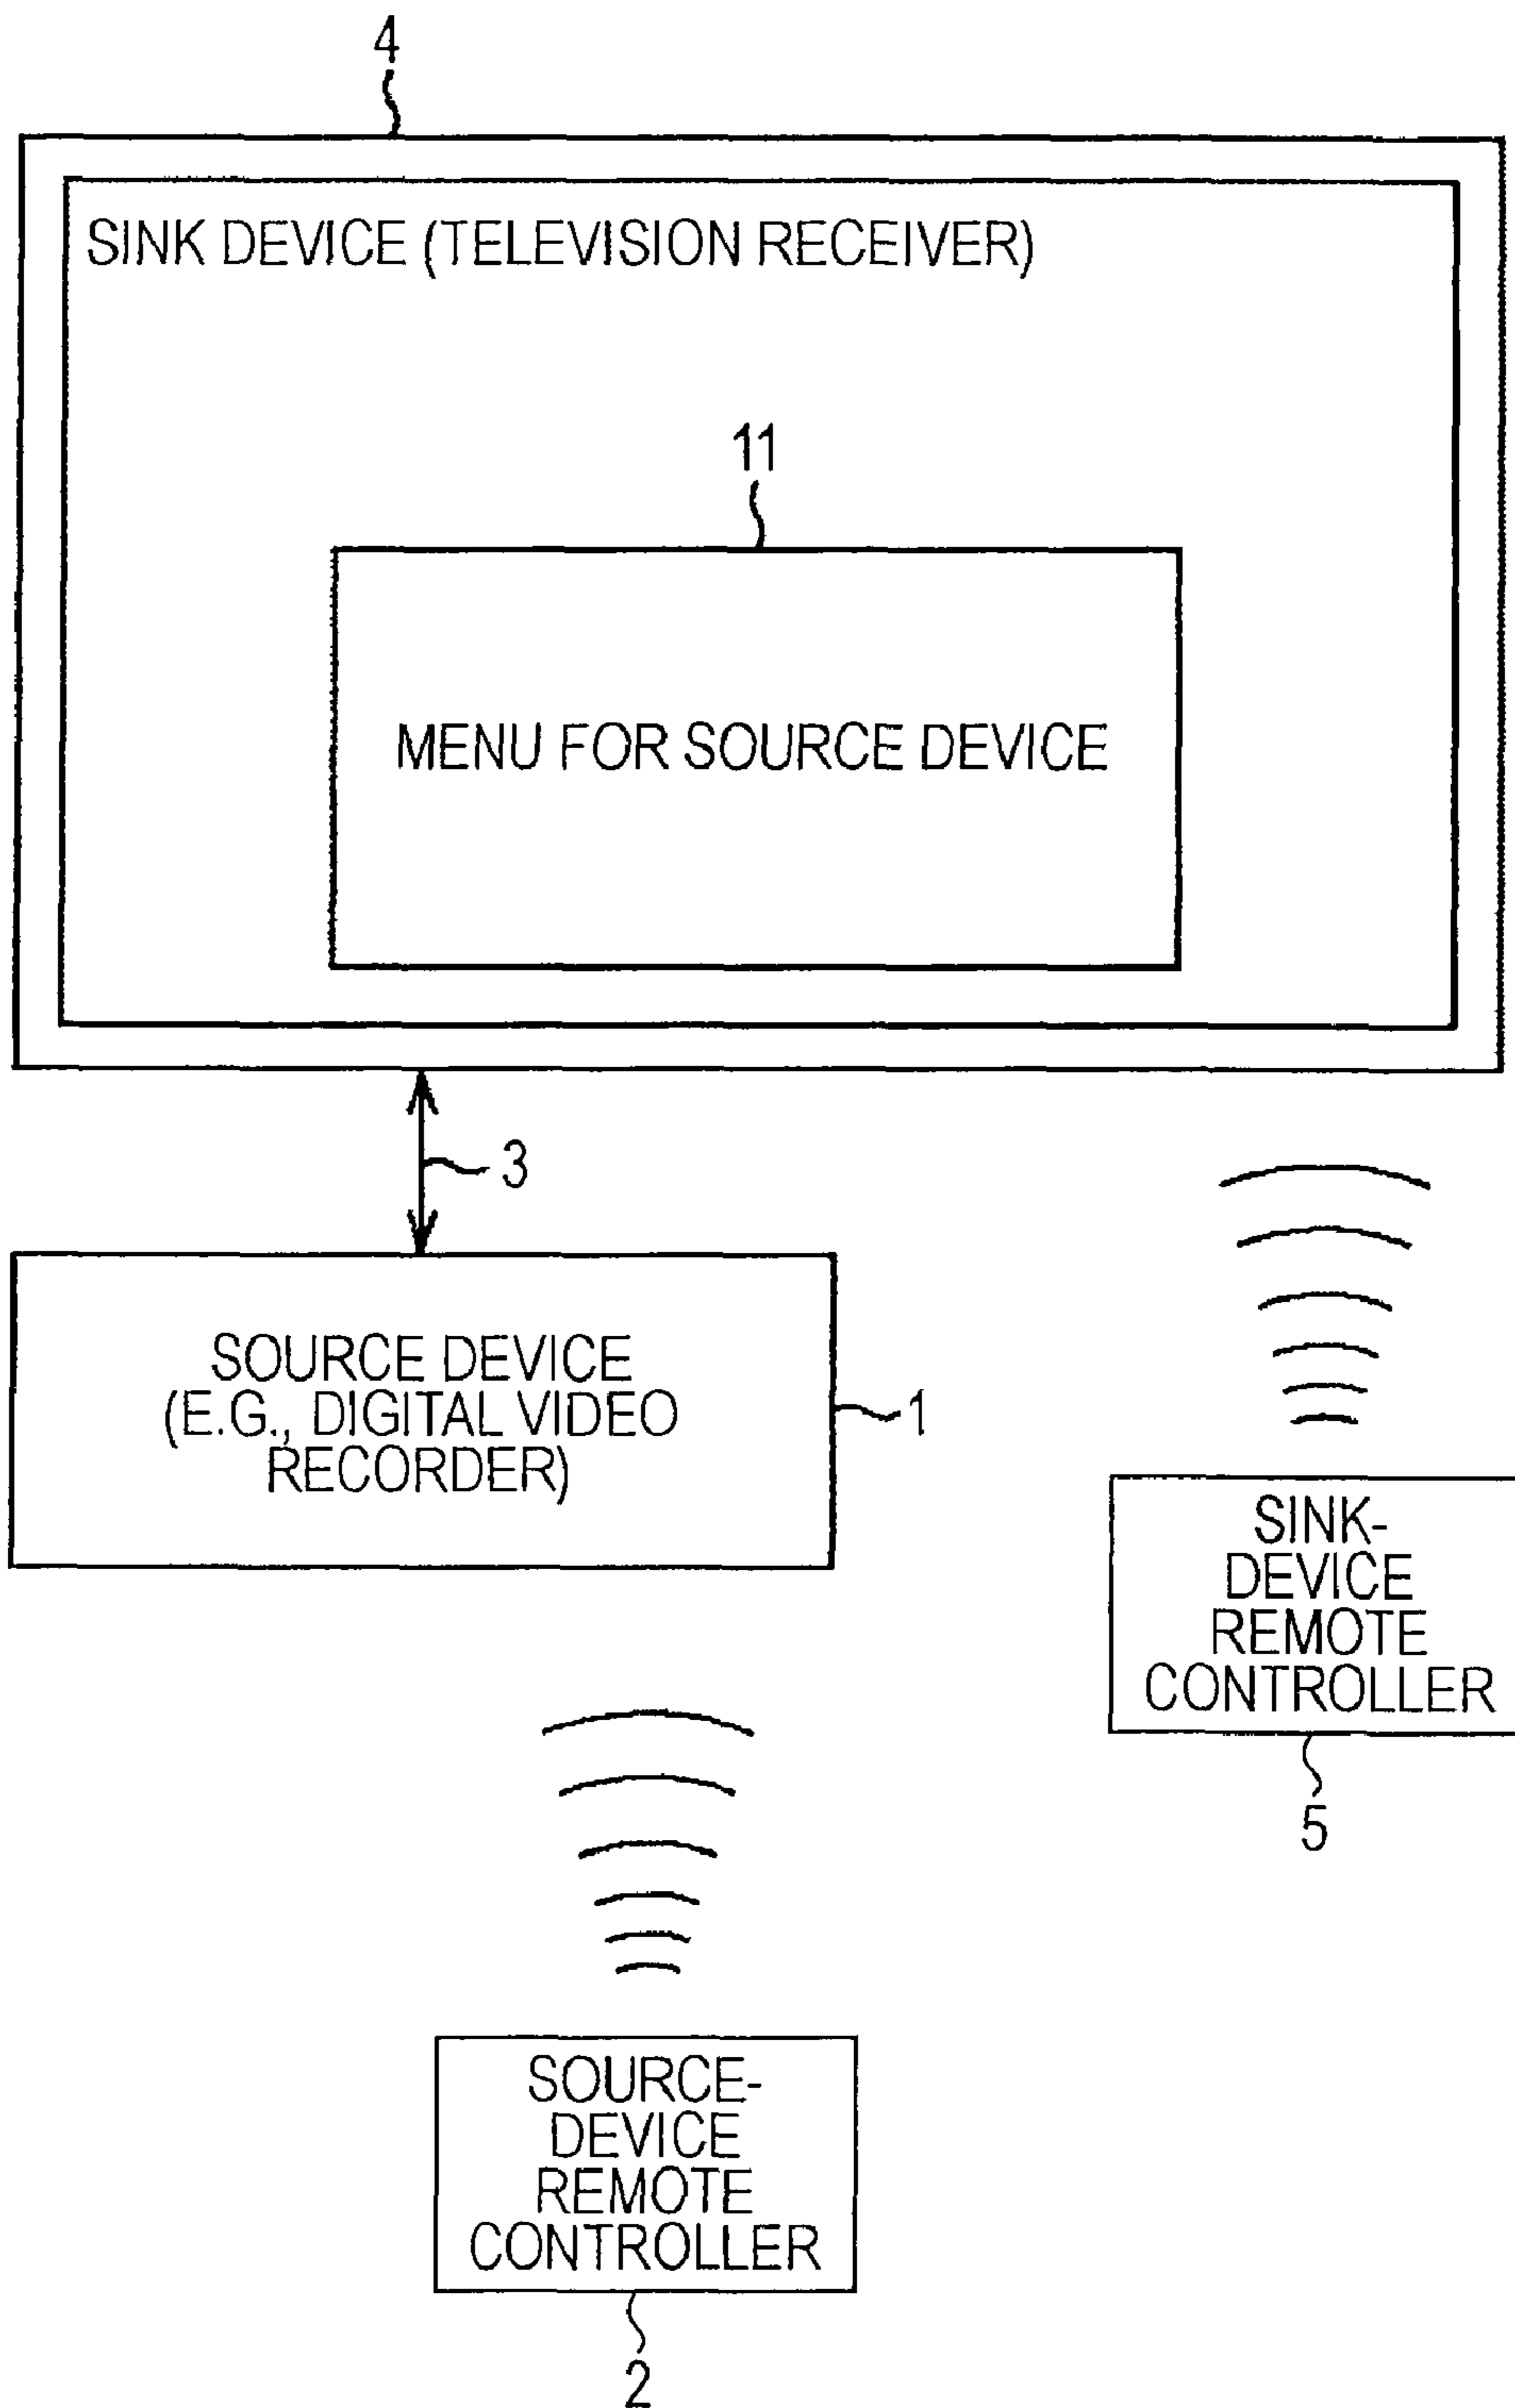 4
SINK DEVICE (TELEVISION RECEIVER)
11
MENU FOR SOURCE DEVICE
3
SOURCE DEVICE
(E.G., DIGITAL VIDEO
RECORDER)
1
SINK-
DEVICE
REMOTE
CONTROLLER
5
SOURCE-
DEVICE
REMOTE
CONTROLLER
2